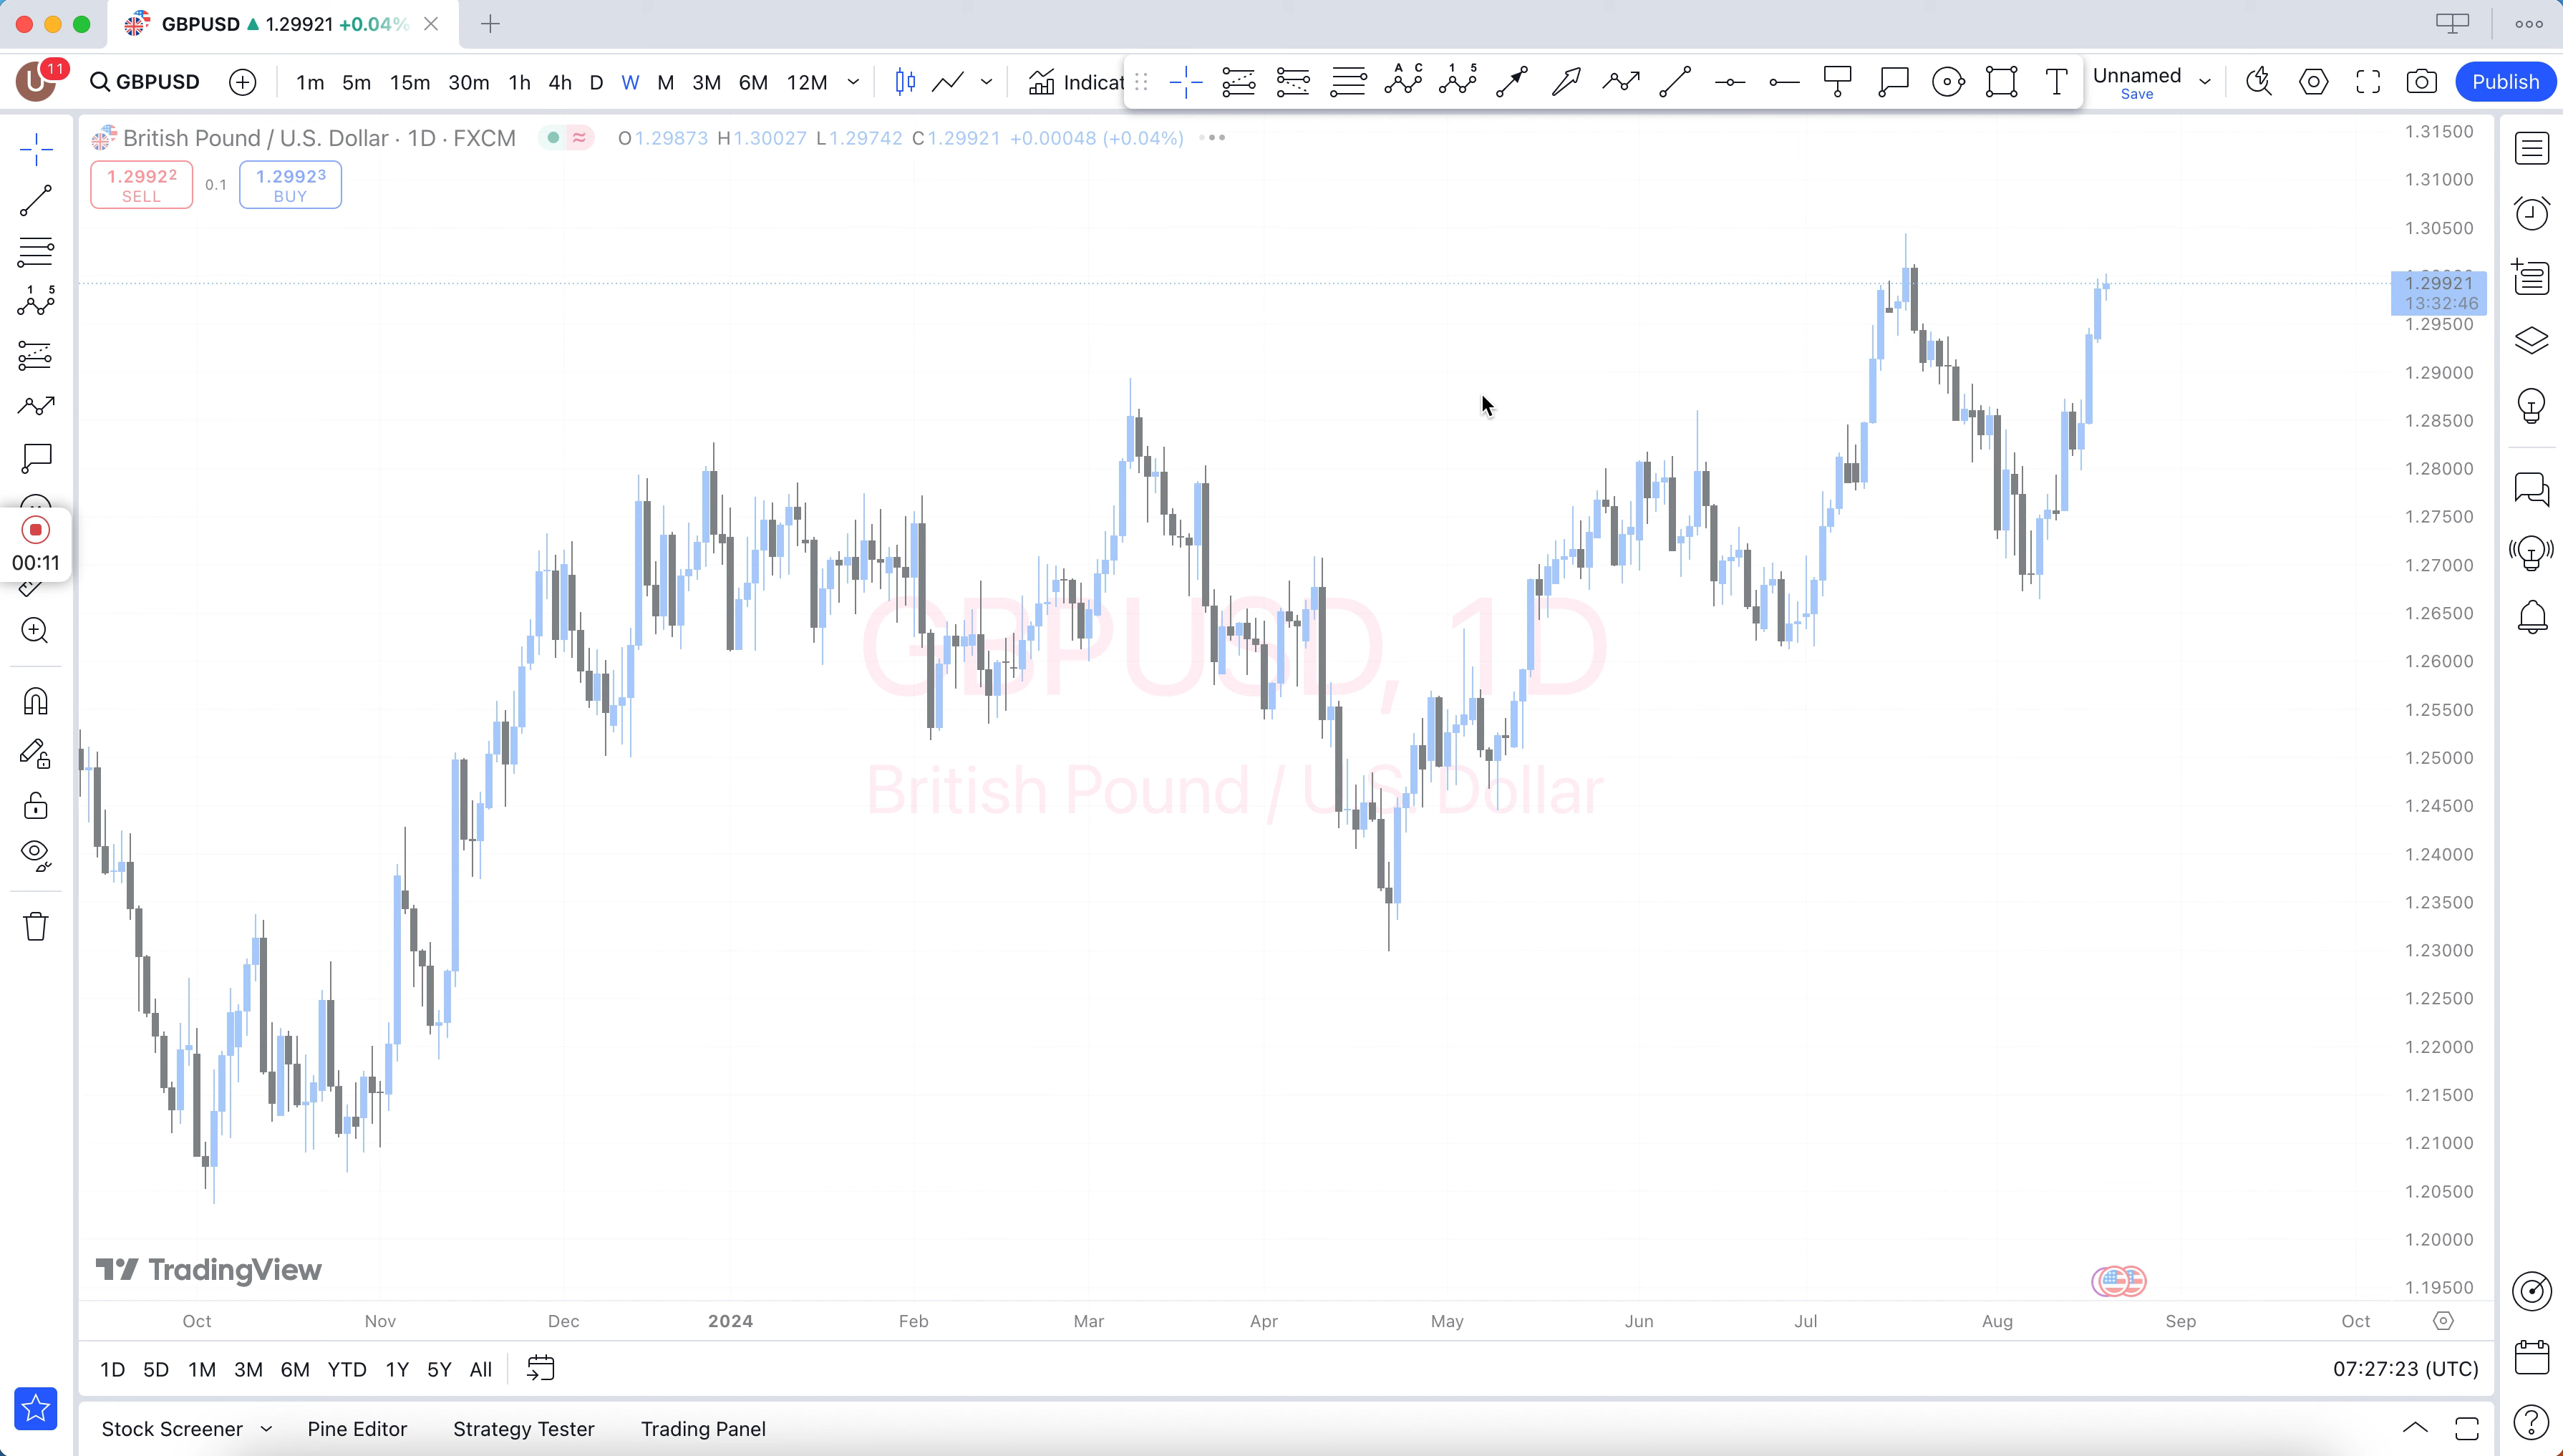 GBPUSD ▲ 1.29921 +0.04%
U 11 GBPUSD 1m 5m 15m 30m 1h 4h D W M 3M 6M 12M Indicat A C 1 5 T Unnamed Save Publish
British Pound / U.S. Dollar · 1D · FXCM O1.29873 H1.30027 L1.29742 C1.29921 +0.00048 (+0.04%)
1.29922 SELL 0.1 1.29923 BUY
1 5
00:11
GBPUSD, 1D
British Pound / U.S. Dollar
1.31500
1.31000
1.30500
1.29921
13:32:46
1.29500
1.29000
1.28500
1.28000
1.27500
1.27000
1.26500
1.26000
1.25500
1.25000
1.24500
1.24000
1.23500
1.23000
1.22500
1.22000
1.21500
1.21000
1.20500
1.20000
1.19500
TradingView
Oct Nov Dec 2024 Feb Mar Apr May Jun Jul Aug Sep Oct
1D 5D 1M 3M 6M YTD 1Y 5Y All 07:27:23 (UTC)
Stock Screener Pine Editor Strategy Tester Trading Panel